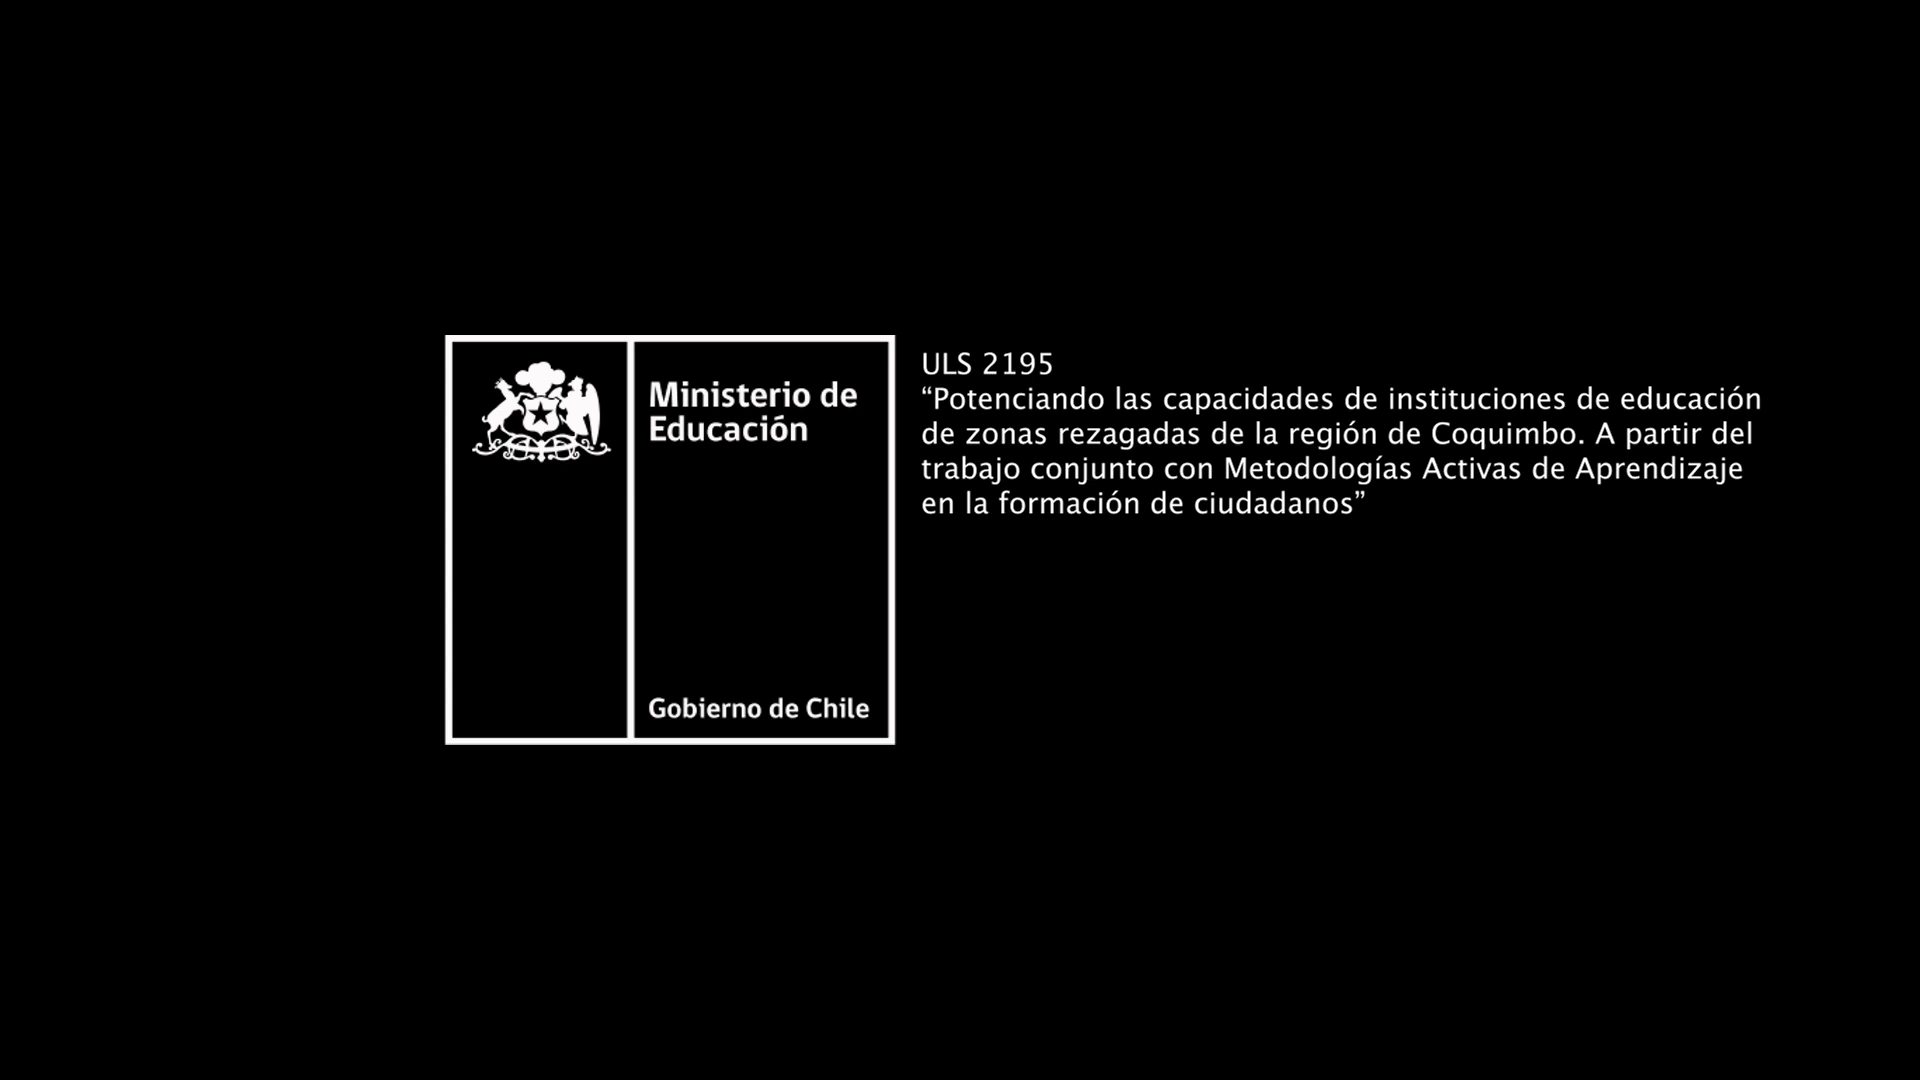 Ministerio de
Educación
Gobierno de Chile
ULS 2195
“Potenciando las capacidades de instituciones de educación
de zonas rezagadas de la región de Coquimbo. A partir del
trabajo conjunto con Metodologías Activas de Aprendizaje
en la formación de ciudadanos”